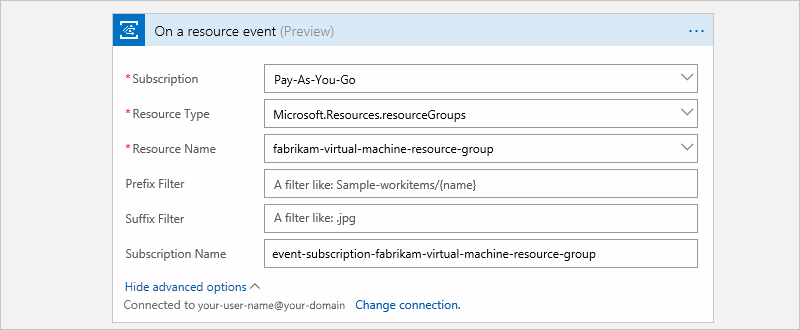 On a resource event (Preview) ...
* Subscription Pay-As-You-Go
* Resource Type Microsoft.Resources.resourceGroups
* Resource Name fabrikam-virtual-machine-resource-group
Prefix Filter A filter like: Sample-workitems/{name}
Suffix Filter A filter like: .jpg
Subscription Name event-subscription-fabrikam-virtual-machine-resource-group
Hide advanced options
Connected to your-user-name@your-domain Change connection.